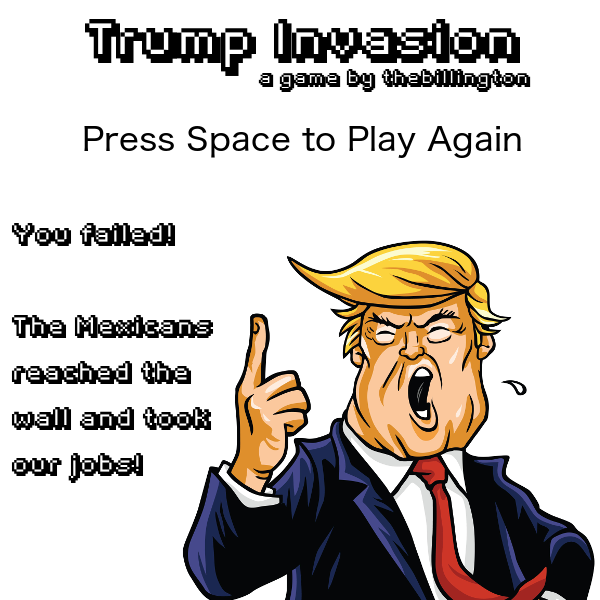 Trump Invasion
a game by thebillington
Press Space to Play Again
You failed!
The Mexicans
reached the
wall and took
our jobs!